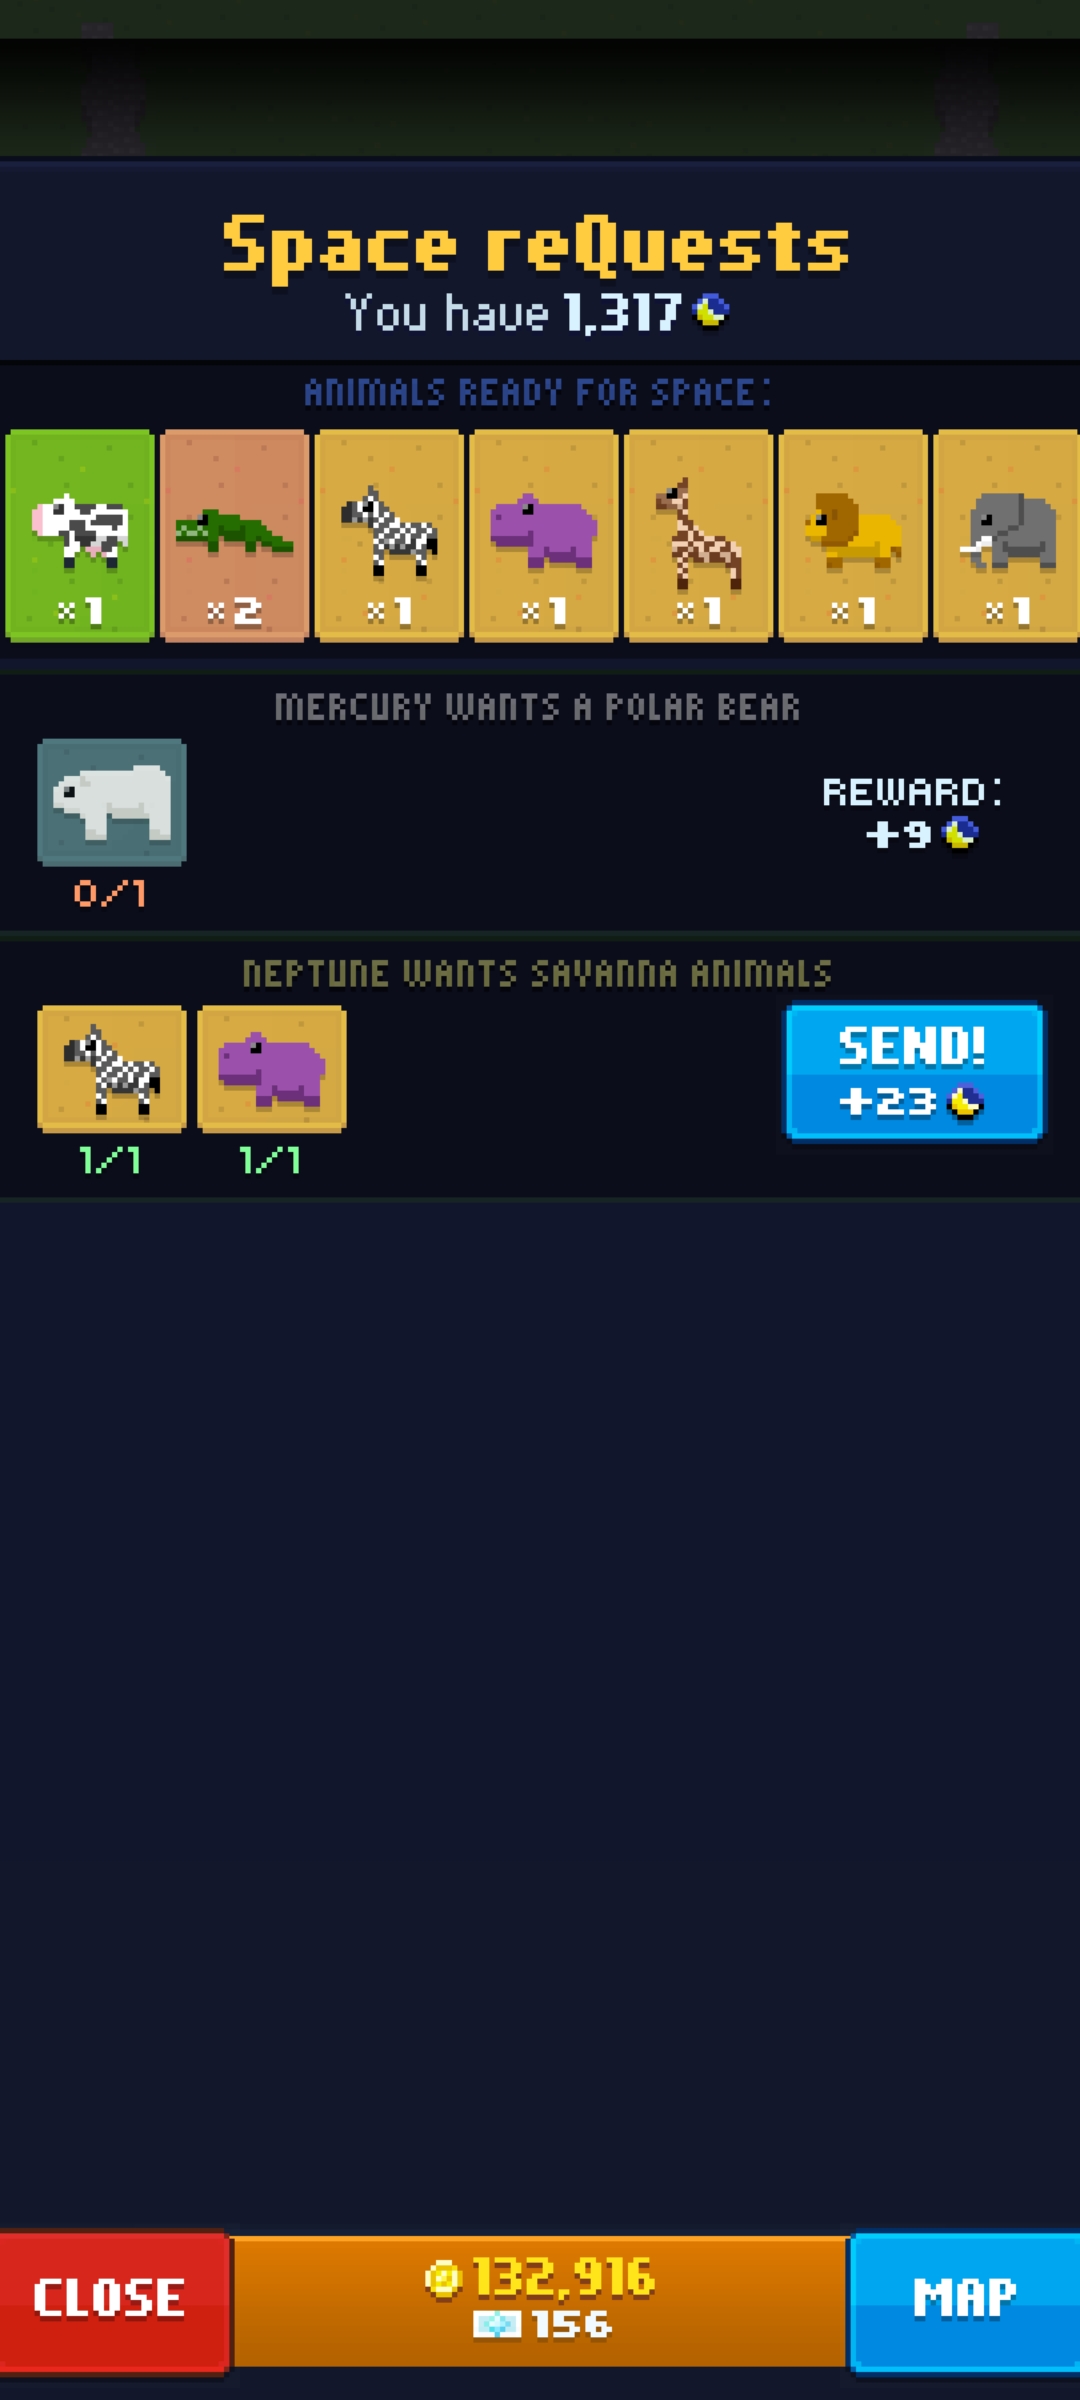 Space reQuests
You have 1,317
ANIMALS READY FOR SPACE:
×1 ×2 ×1 ×1 ×1 ×1 ×1
MERCURY WANTS A POLAR BEAR
REWARD:
+9
0/1
NEPTUNE WANTS SAVANNA ANIMALS
SEND!
+23
1/1 1/1
CLOSE
132,916
156
MAP